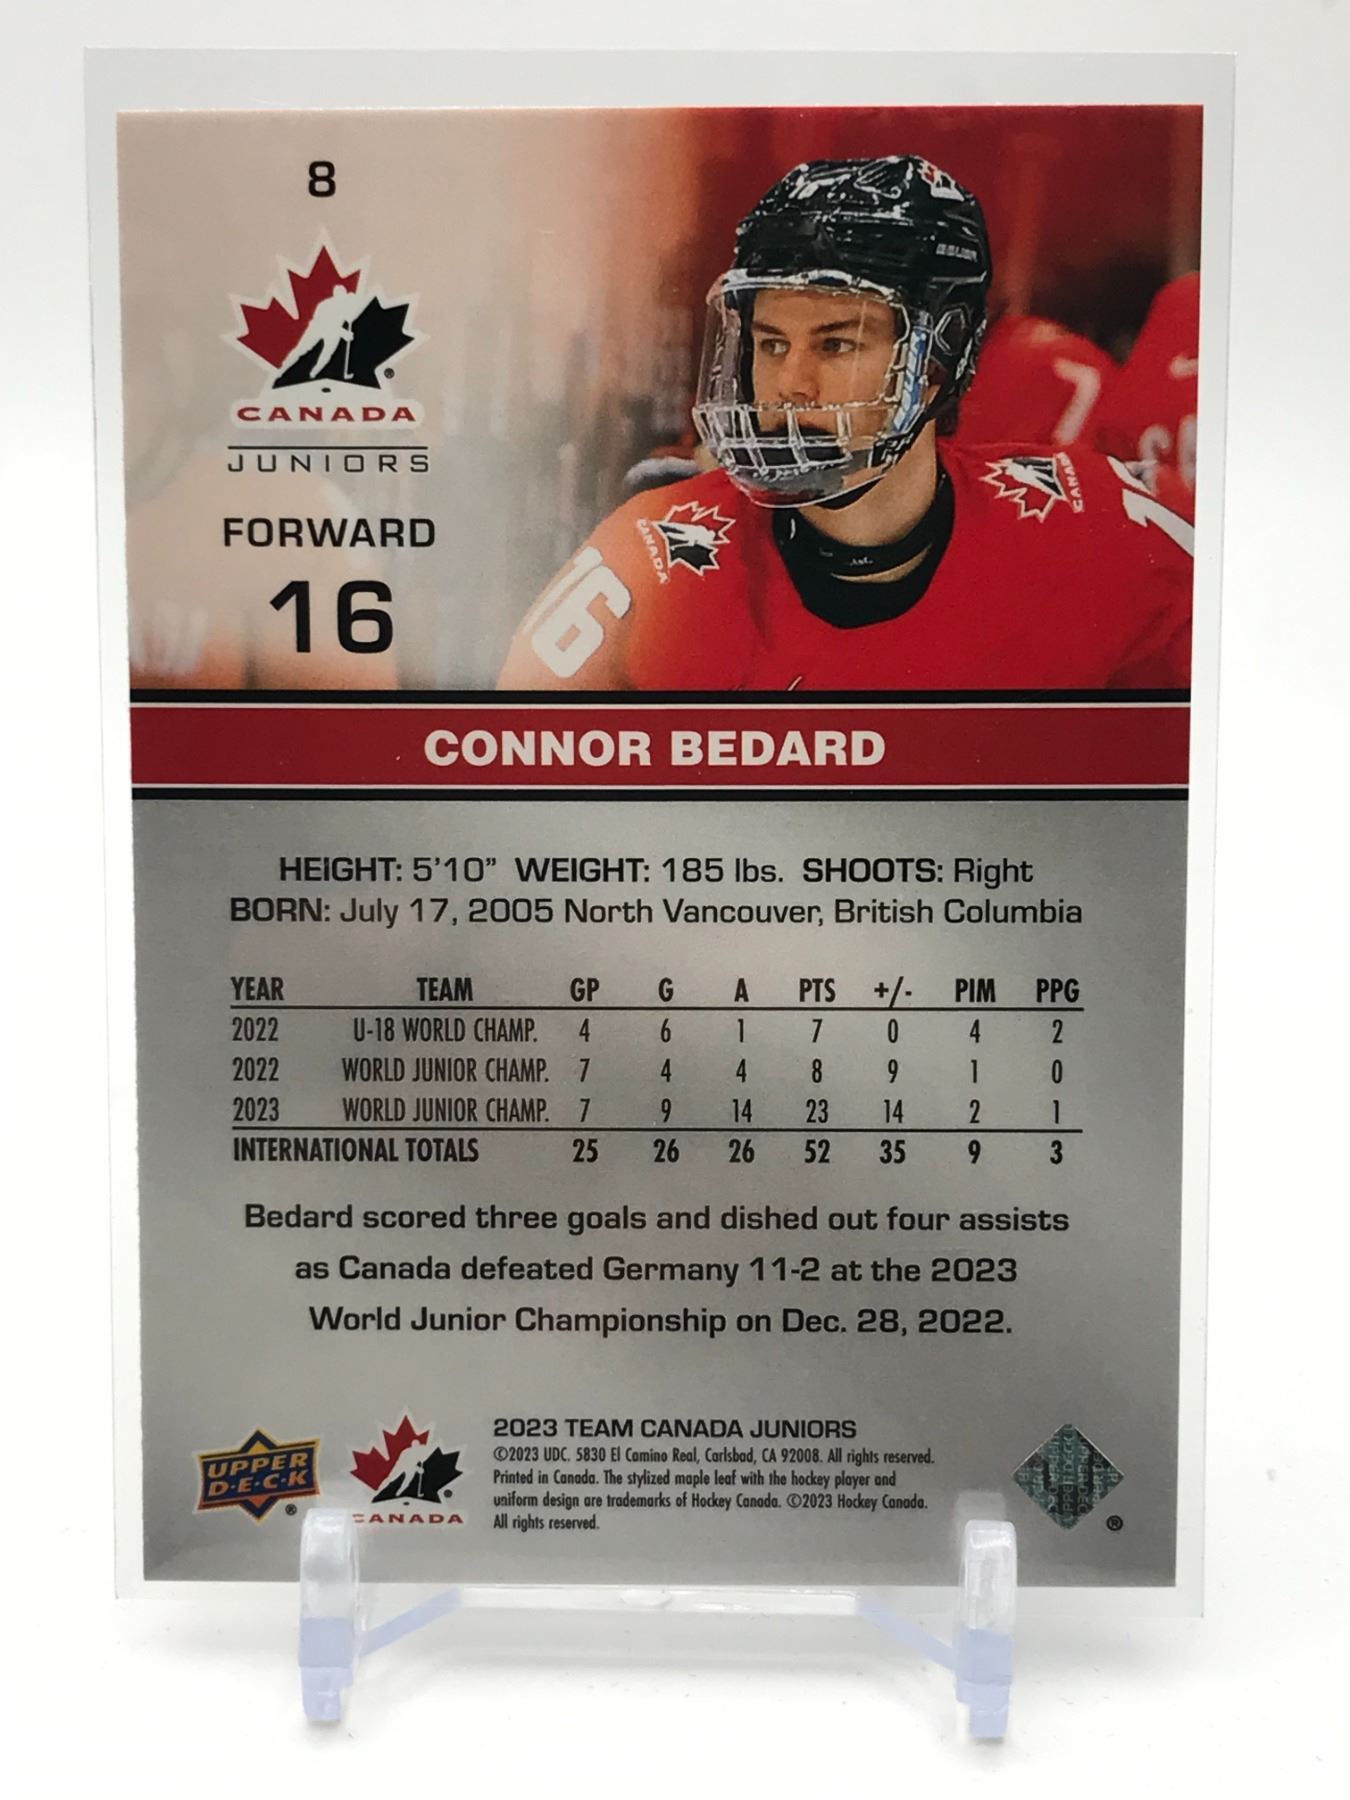 8
CANADA
JUNIORS
FORWARD
16
BAUER
7
16
CANADA
CANADA
CONNOR BEDARD
HEIGHT: 5'10” WEIGHT: 185 lbs. SHOOTS: Right
BORN: July 17, 2005 North Vancouver, British Columbia
YEAR TEAM GP G A PTS +/- PIM PPG
2022 U-18 WORLD CHAMP. 4 6 1 7 0 4 2
2022 WORLD JUNIOR CHAMP. 7 4 4 8 9 1 0
2023 WORLD JUNIOR CHAMP. 7 9 14 23 14 2 1
INTERNATIONAL TOTALS 25 26 26 52 35 9 3
Bedard scored three goals and dished out four assists
as Canada defeated Germany 11-2 at the 2023
World Junior Championship on Dec. 28, 2022.
UPPER
D·E·C·K ®
CANADA
2023 TEAM CANADA JUNIORS
©2023 UDC. 5830 El Camino Real, Carlsbad, CA 92008. All rights reserved.
Printed in Canada. The stylized maple leaf with the hockey player and
uniform design are trademarks of Hockey Canada. ©2023 Hockey Canada.
All rights reserved.
UPPER DECK
®